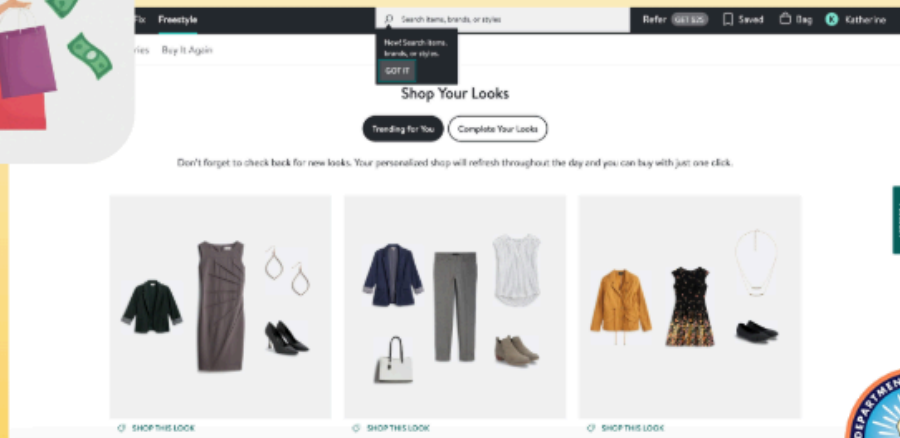 Fix Freestyle Search items, brands, or styles Refer GET $25 Saved Bag K Katherine
ries Buy It Again
New! Search items,
brands, or styles.
GOT IT
Shop Your Looks
Trending for You Complete Your Looks
Don't forget to check back for new looks. Your personalized shop will refresh throughout the day and you can buy with just one click.
SHOP THIS LOOK SHOP THIS LOOK SHOP THIS LOOK
DEPARTMEN